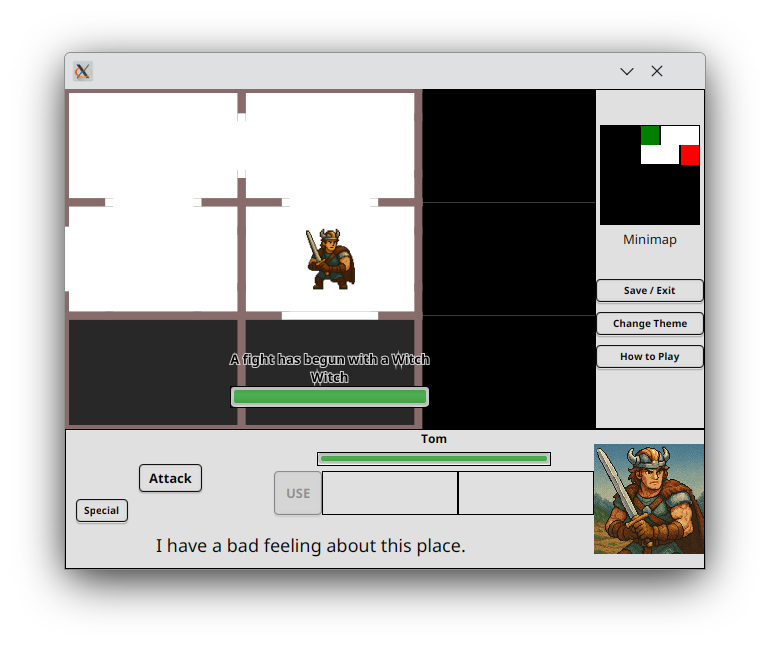 Minimap
Save / Exit
Change Theme
How to Play
A fight has begun with a Witch
Witch
Tom
Attack
USE
Special
I have a bad feeling about this place.